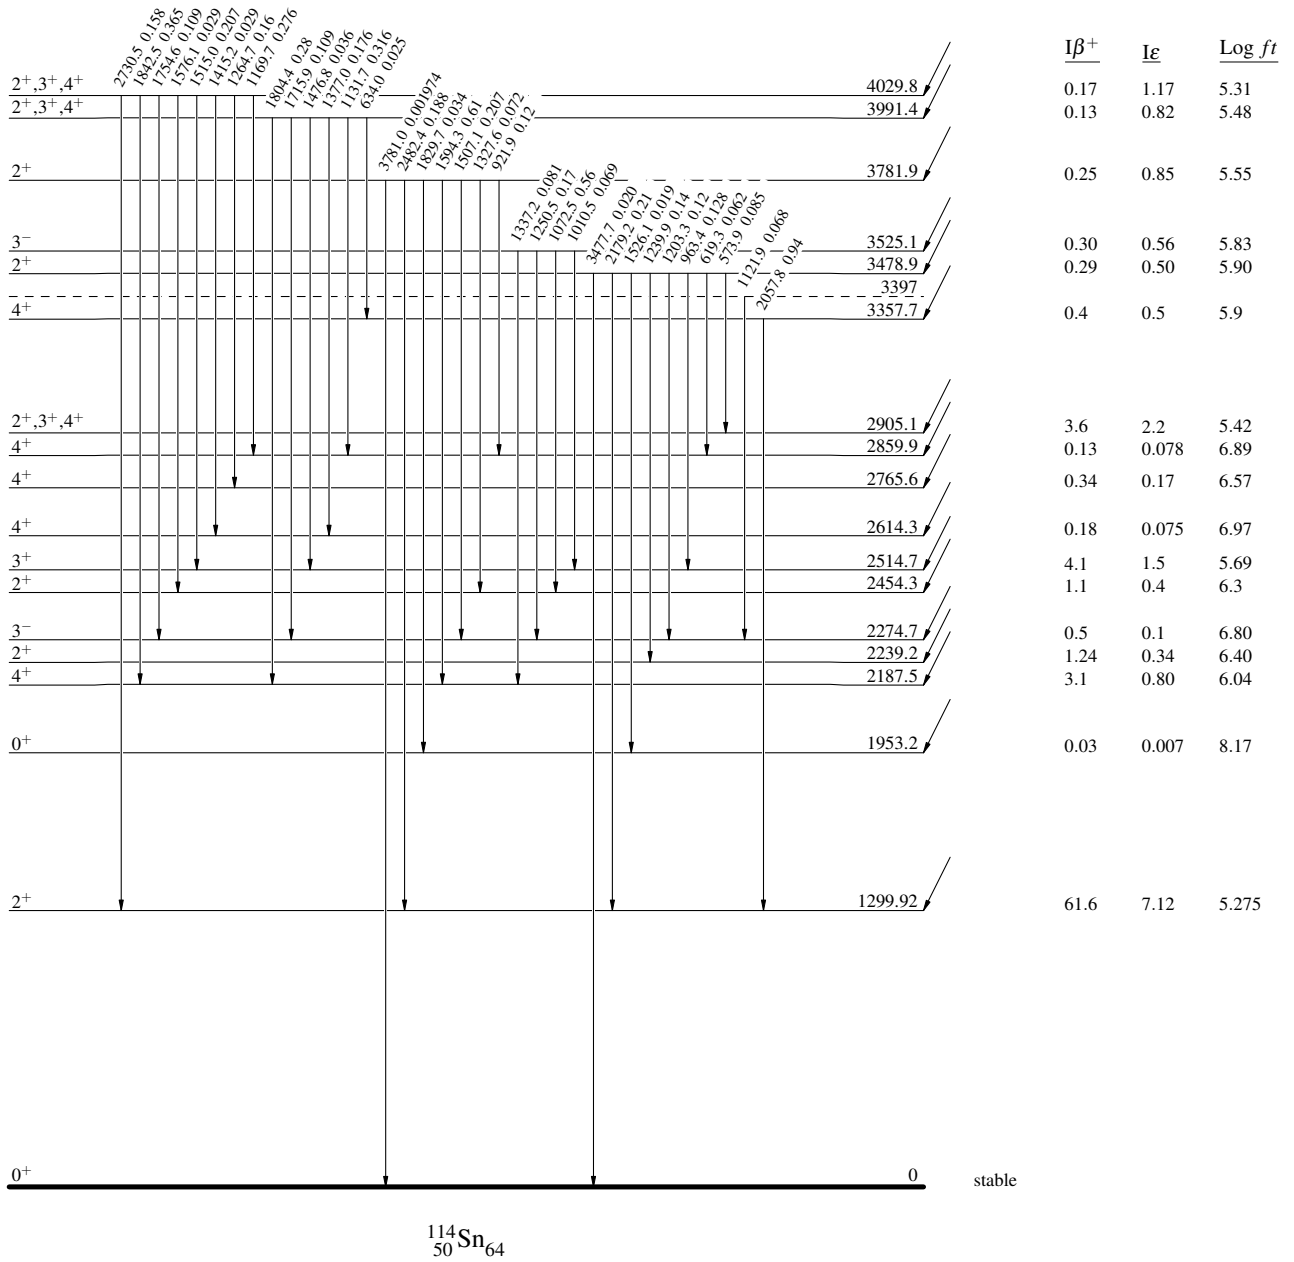 2730.5 0.158
1842.5 0.365
1754.6 0.109
1576.1 0.029
1515.0 0.207
1415.2 0.029
1264.7 0.16
1169.7 0.276
1804.4 0.28
1715.9 0.109
1476.8 0.036
1377.0 0.176
1131.7 0.316
634.0 0.025
3781.0 0.001974
2482.4 0.188
1829.7 0.034
1594.3 0.61
1507.1 0.207
1327.6 0.072
921.9 0.12
1337.2 0.081
1250.5 0.17
1072.5 0.56
1010.5 0.069
3477.7 0.020
2179.2 0.21
1526.1 0.019
1239.9 0.14
1203.3 0.12
963.4 0.128
619.3 0.062
573.9 0.085
1121.9 0.068
2057.8 0.94
Iβ⁺ Iε Log ft
2⁺,3⁺,4⁺ 4029.8 0.17 1.17 5.31
2⁺,3⁺,4⁺ 3991.4 0.13 0.82 5.48
2⁺ 3781.9 0.25 0.85 5.55
3⁻ 3525.1 0.30 0.56 5.83
2⁺ 3478.9 0.29 0.50 5.90
3397
4⁺ 3357.7 0.4 0.5 5.9
2⁺,3⁺,4⁺ 2905.1 3.6 2.2 5.42
4⁺ 2859.9 0.13 0.078 6.89
4⁺ 2765.6 0.34 0.17 6.57
4⁺ 2614.3 0.18 0.075 6.97
3⁺ 2514.7 4.1 1.5 5.69
2⁺ 2454.3 1.1 0.4 6.3
3⁻ 2274.7 0.5 0.1 6.80
2⁺ 2239.2 1.24 0.34 6.40
4⁺ 2187.5 3.1 0.80 6.04
0⁺ 1953.2 0.03 0.007 8.17
2⁺ 1299.92 61.6 7.12 5.275
0⁺ 0 stable
¹¹⁴₅₀Sn₆₄